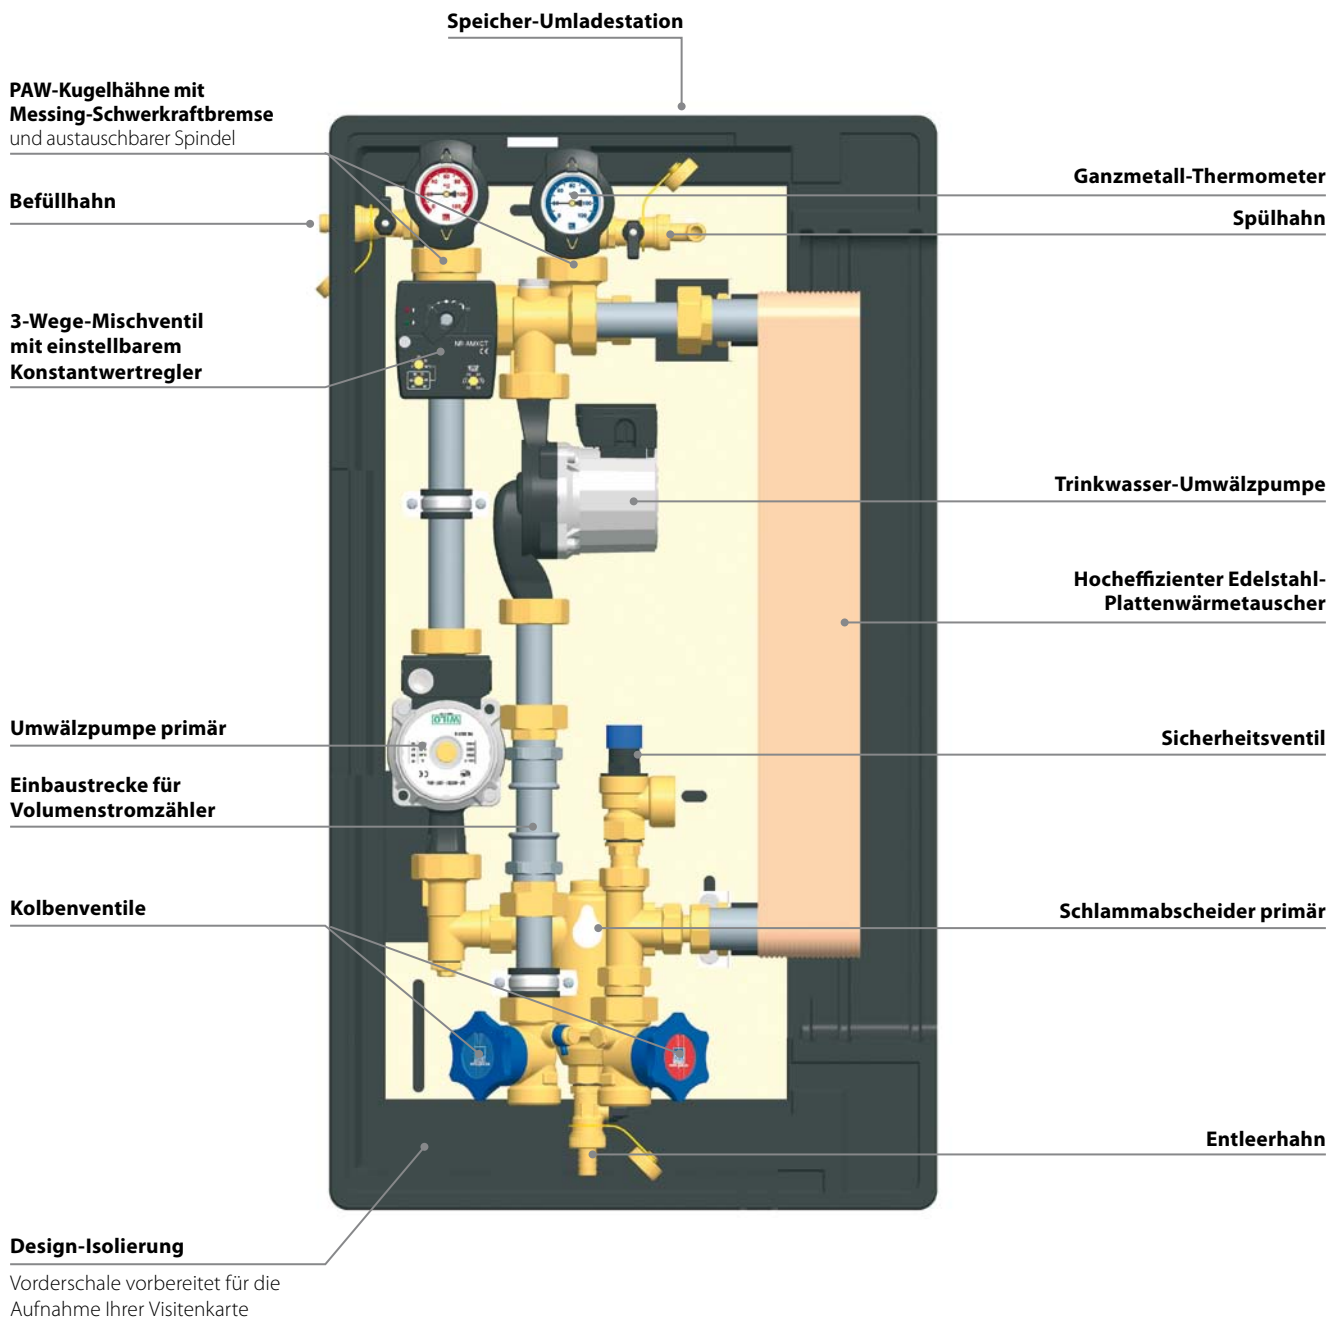 Speicher-Umladestation
PAW-Kugelhähne mit
Messing-Schwerkraftbremse
und austauschbarer Spindel
Befüllhahn
3-Wege-Mischventil
mit einstellbarem
Konstantwertregler
Umwälzpumpe primär
Einbaustrecke für
Volumenstromzähler
Kolbenventile
Design-Isolierung
Vorderschale vorbereitet für die
Aufnahme Ihrer Visitenkarte
Ganzmetall-Thermometer
Spülhahn
Trinkwasser-Umwälzpumpe
Hocheffizienter Edelstahl-
Plattenwärmetauscher
Sicherheitsventil
Schlammabscheider primär
Entleerhahn
WILO